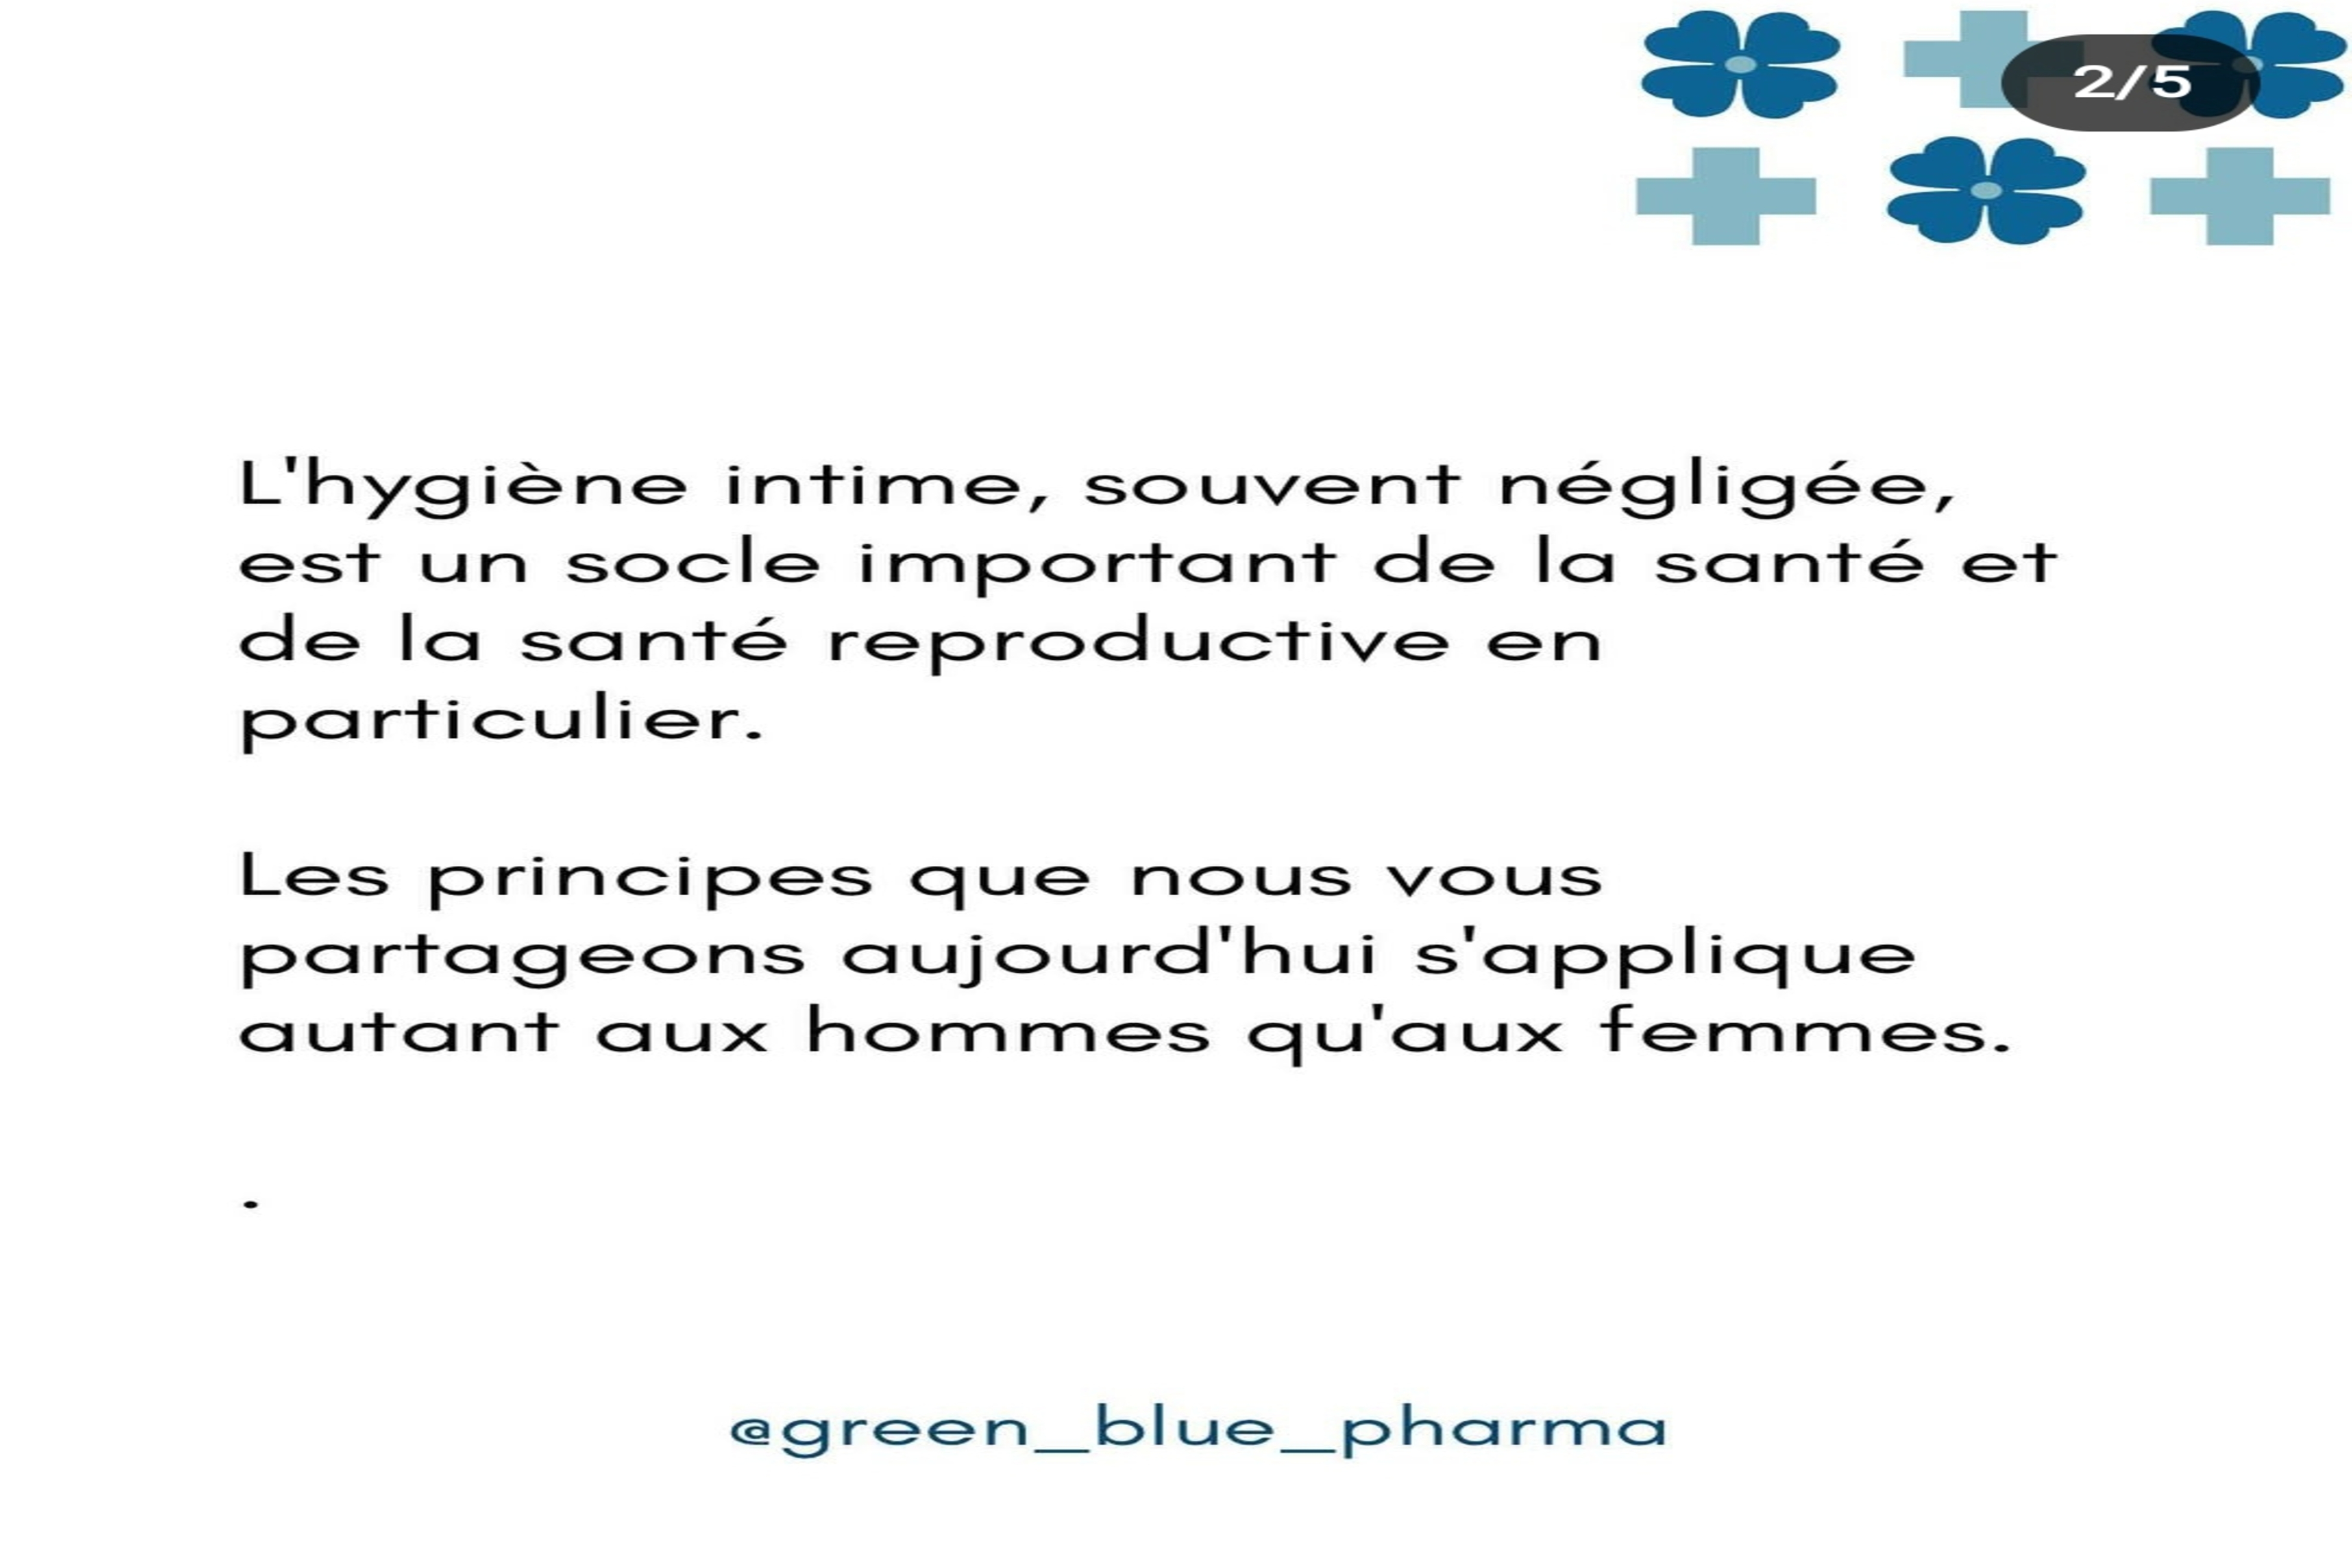 2/5
L'hygiène intime, souvent négligée,
est un socle important de la santé et
de la santé reproductive en
particulier.
Les principes que nous vous
partageons aujourd'hui s'applique
autant aux hommes qu'aux femmes.
.
@green_blue_pharma